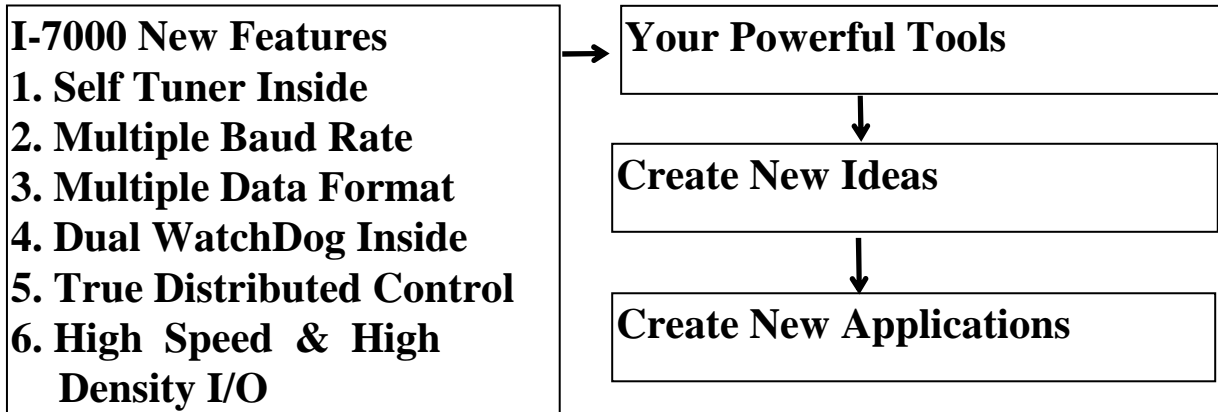 I-7000 New Features
1. Self Tuner Inside
2. Multiple Baud Rate
3. Multiple Data Format
4. Dual WatchDog Inside
5. True Distributed Control
6. High Speed & High
Density I/O
Your Powerful Tools
Create New Ideas
Create New Applications